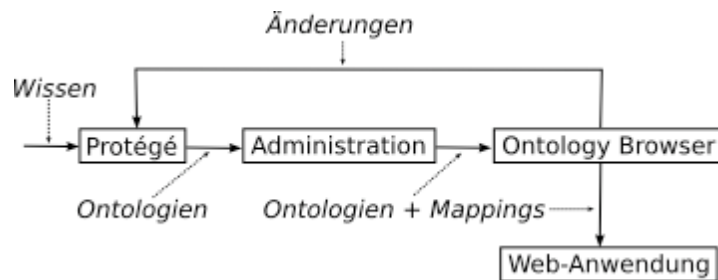 Änderungen
Wissen
Protégé
Administration
Ontology Browser
Ontologien
Ontologien + Mappings
Web-Anwendung